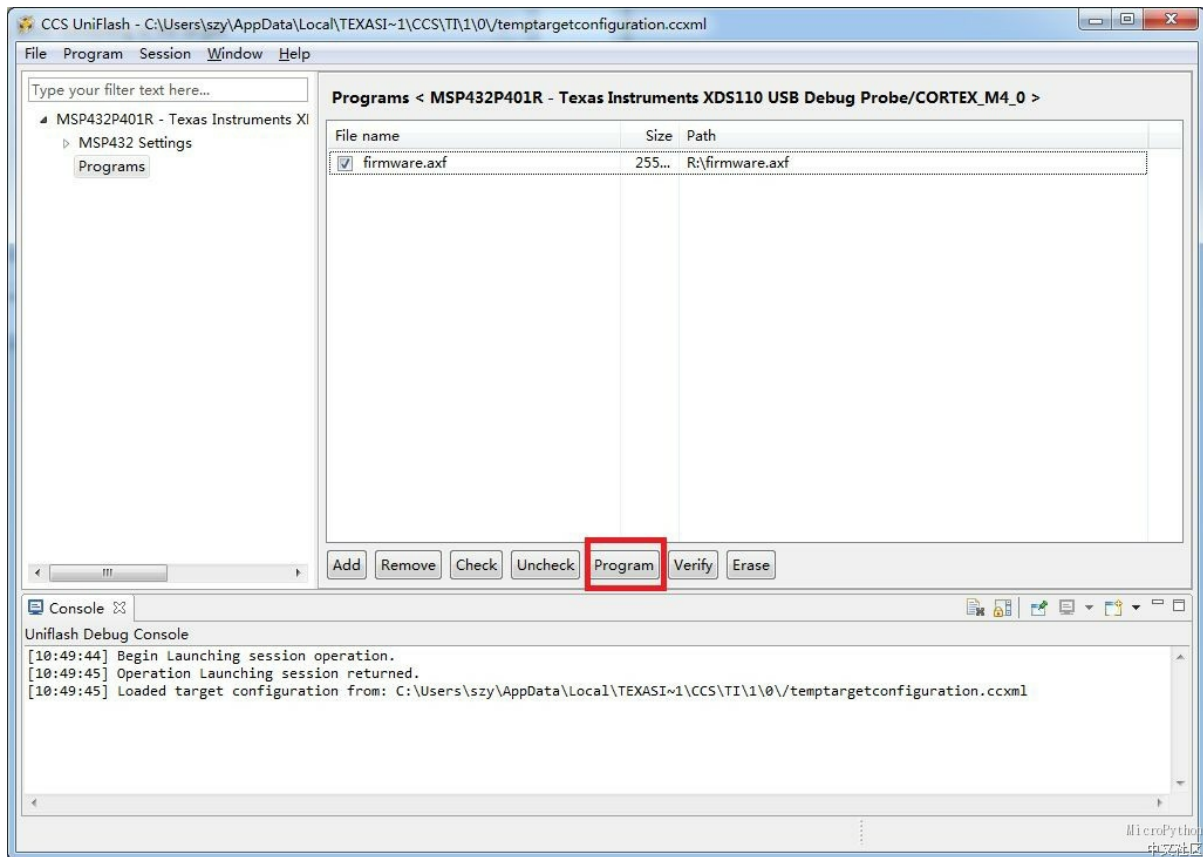 CCS UniFlash - C:\Users\szy\AppData\Local\TEXASI~1\CCS\TI\1\0\/temptargetconfiguration.ccxml
File Program Session Window Help
Type your filter text here...
MSP432P401R - Texas Instruments XI
MSP432 Settings
Programs
Programs < MSP432P401R - Texas Instruments XDS110 USB Debug Probe/CORTEX_M4_0 >
File name Size Path
firmware.axf 255... R:\firmware.axf
Add Remove Check Uncheck Program Verify Erase
Console
Uniflash Debug Console
[10:49:44] Begin Launching session operation.
[10:49:45] Operation Launching session returned.
[10:49:45] Loaded target configuration from: C:\Users\szy\AppData\Local\TEXASI~1\CCS\TI\1\0\/temptargetconfiguration.ccxml
MicroPython
中文社区